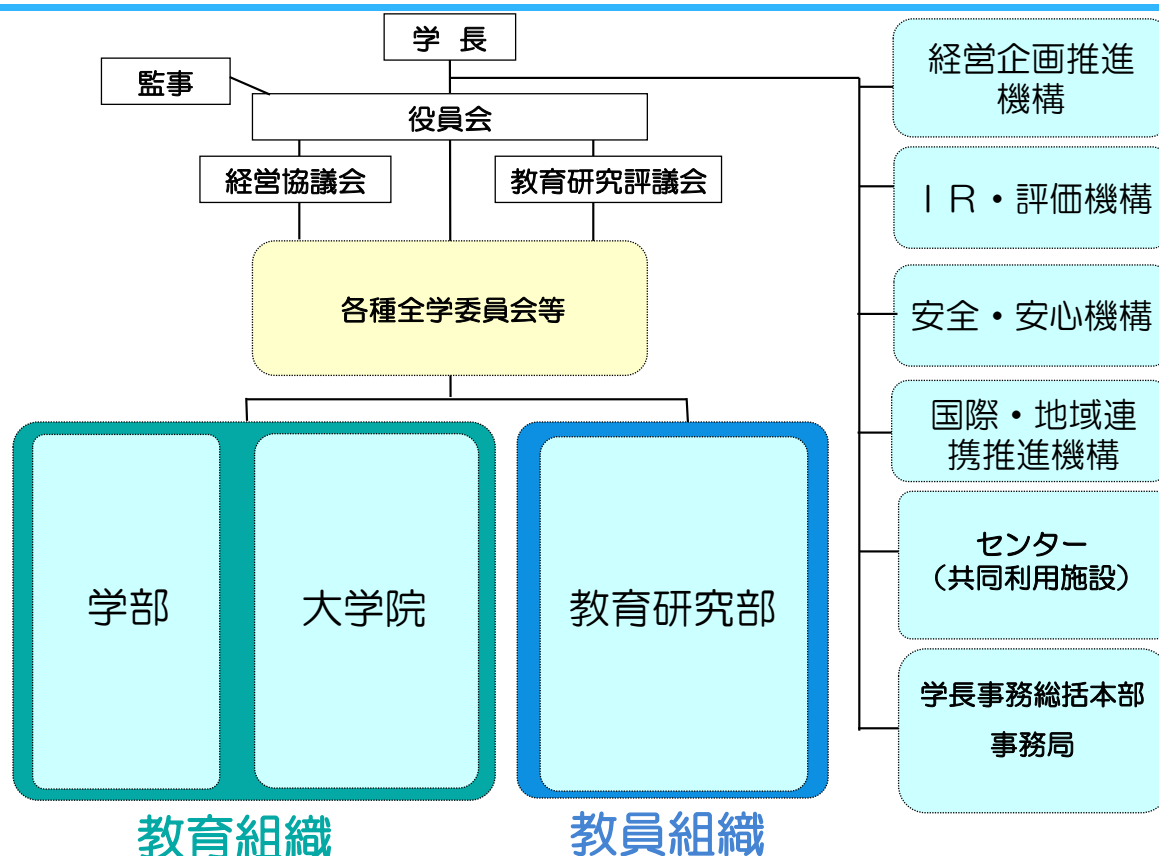 学 長
監事
役員会
経営協議会
教育研究評議会
各種全学委員会等
学部
大学院
教育研究部
教育組織
教員組織
経営企画推進
機構
ＩＲ・評価機構
安全・安心機構
国際・地域連
携推進機構
センター
（共同利用施設）
学長事務総括本部
事務局